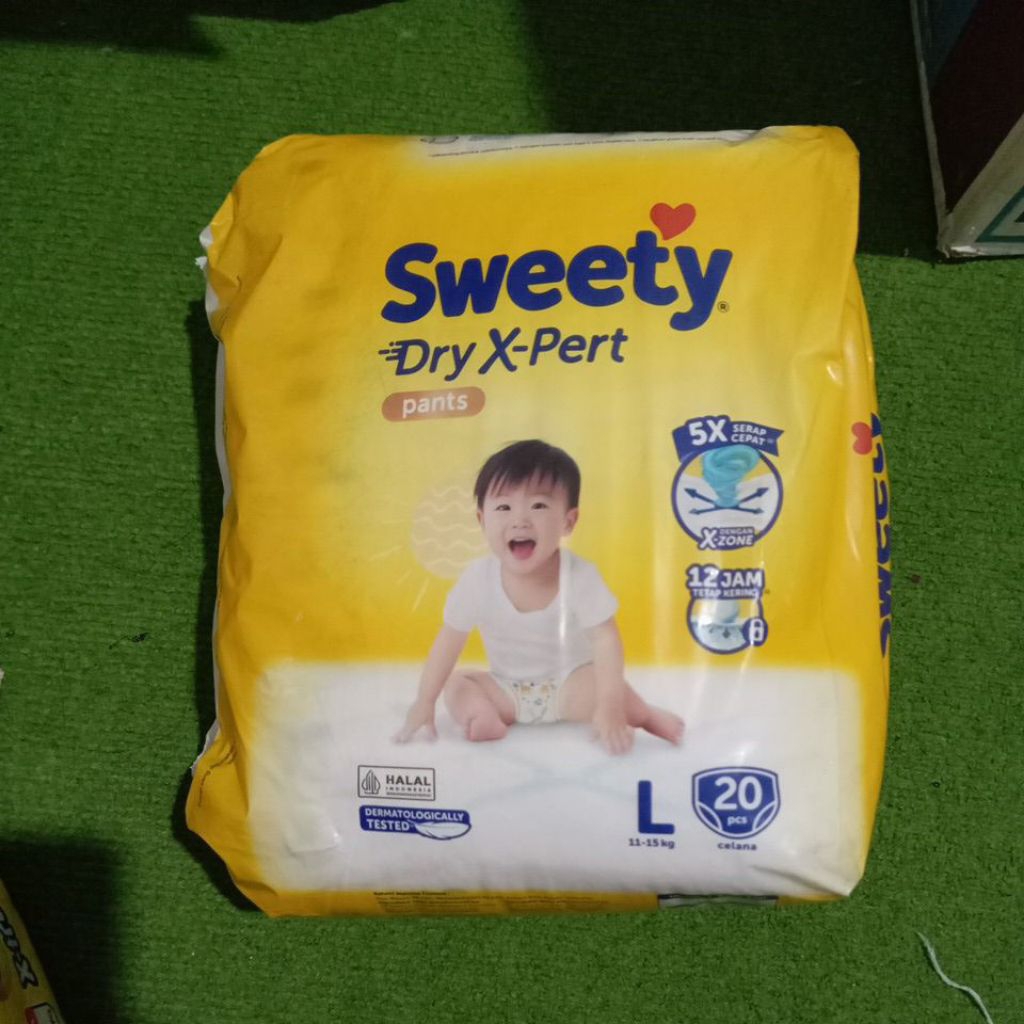 Sweety®
Dry X-Pert
pants
5X SERAP
CEPAT
DENGAN
X-ZONE
12 JAM
TETAP KERING
HALAL
INDONESIA
DERMATOLOGICALLY
TESTED
L
11-15 kg
20
pcs
celana
Sweety